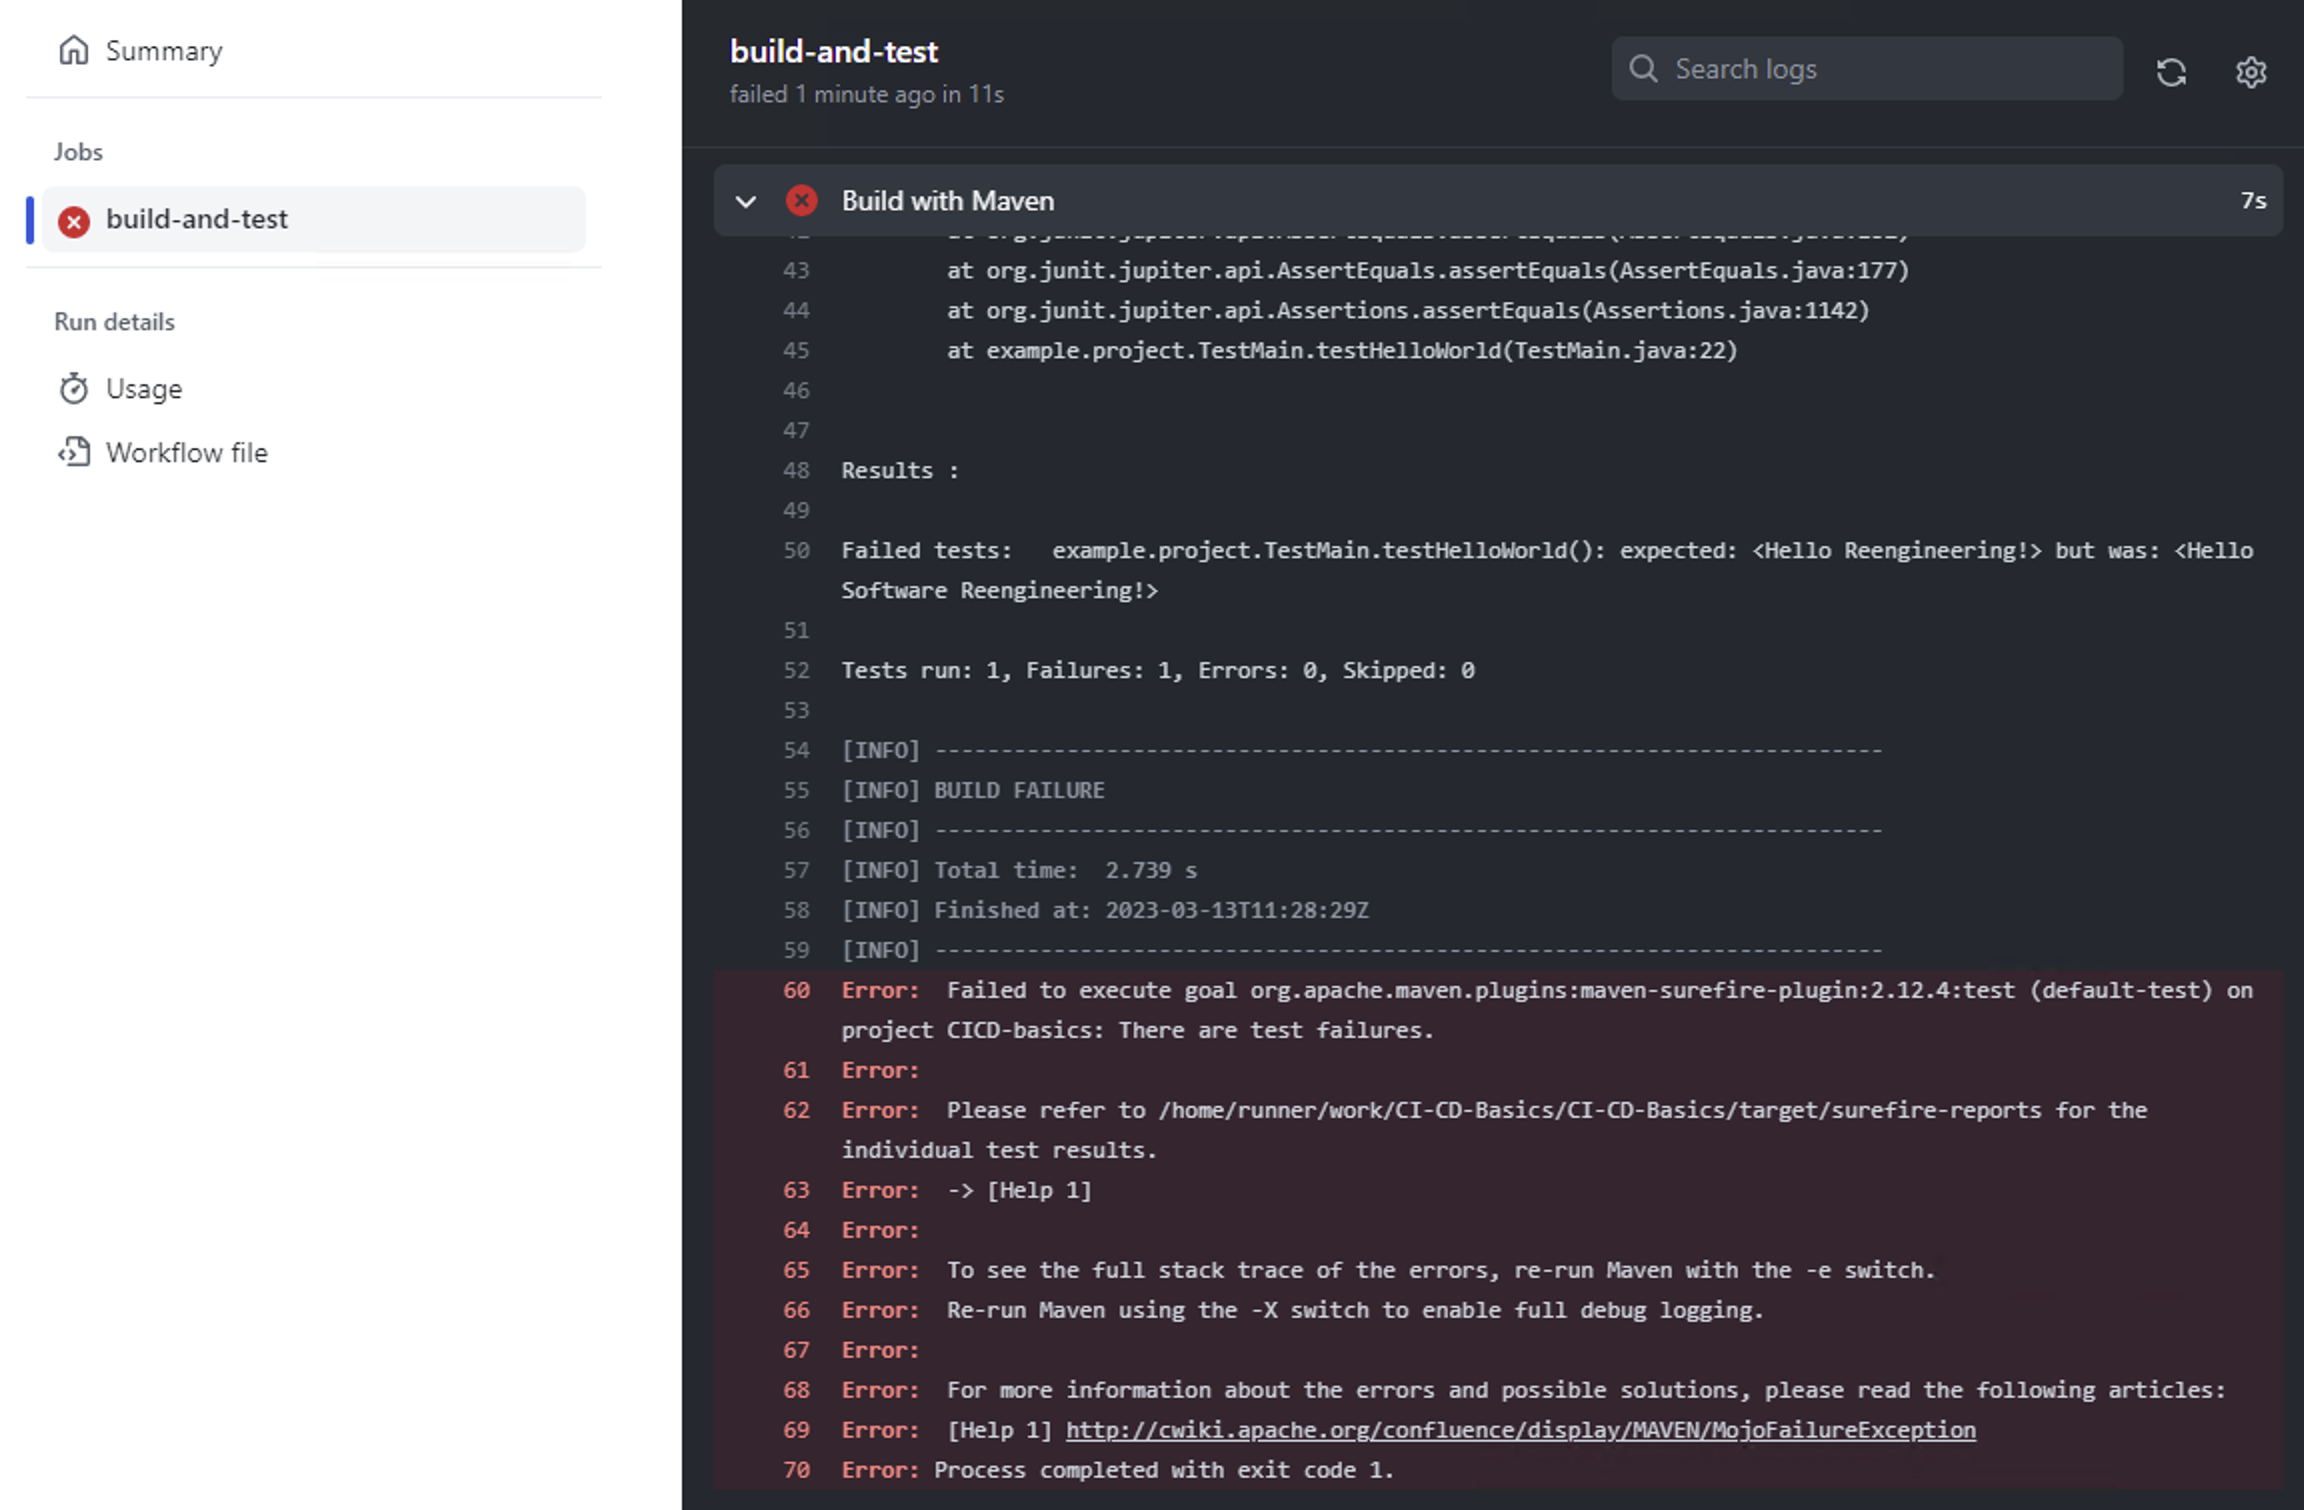 Summary
Jobs
build-and-test
Run details
Usage
Workflow file
build-and-test
failed 1 minute ago in 11s
Search logs
Build with Maven 7s
43 at org.junit.jupiter.api.AssertEquals.assertEquals(AssertEquals.java:177)
44 at org.junit.jupiter.api.Assertions.assertEquals(Assertions.java:1142)
45 at example.project.TestMain.testHelloWorld(TestMain.java:22)
46
47
48 Results :
49
50 Failed tests:   example.project.TestMain.testHelloWorld(): expected: <Hello Reengineering!> but was: <Hello
Software Reengineering!>
51
52 Tests run: 1, Failures: 1, Errors: 0, Skipped: 0
53
54 [INFO] ------------------------------------------------------------------------
55 [INFO] BUILD FAILURE
56 [INFO] ------------------------------------------------------------------------
57 [INFO] Total time:  2.739 s
58 [INFO] Finished at: 2023-03-13T11:28:29Z
59 [INFO] ------------------------------------------------------------------------
60 Error:  Failed to execute goal org.apache.maven.plugins:maven-surefire-plugin:2.12.4:test (default-test) on
project CICD-basics: There are test failures.
61 Error:
62 Error:  Please refer to /home/runner/work/CI-CD-Basics/CI-CD-Basics/target/surefire-reports for the
individual test results.
63 Error:  -> [Help 1]
64 Error:
65 Error:  To see the full stack trace of the errors, re-run Maven with the -e switch.
66 Error:  Re-run Maven using the -X switch to enable full debug logging.
67 Error:
68 Error:  For more information about the errors and possible solutions, please read the following articles:
69 Error:  [Help 1] http://cwiki.apache.org/confluence/display/MAVEN/MojoFailureException
70 Error: Process completed with exit code 1.